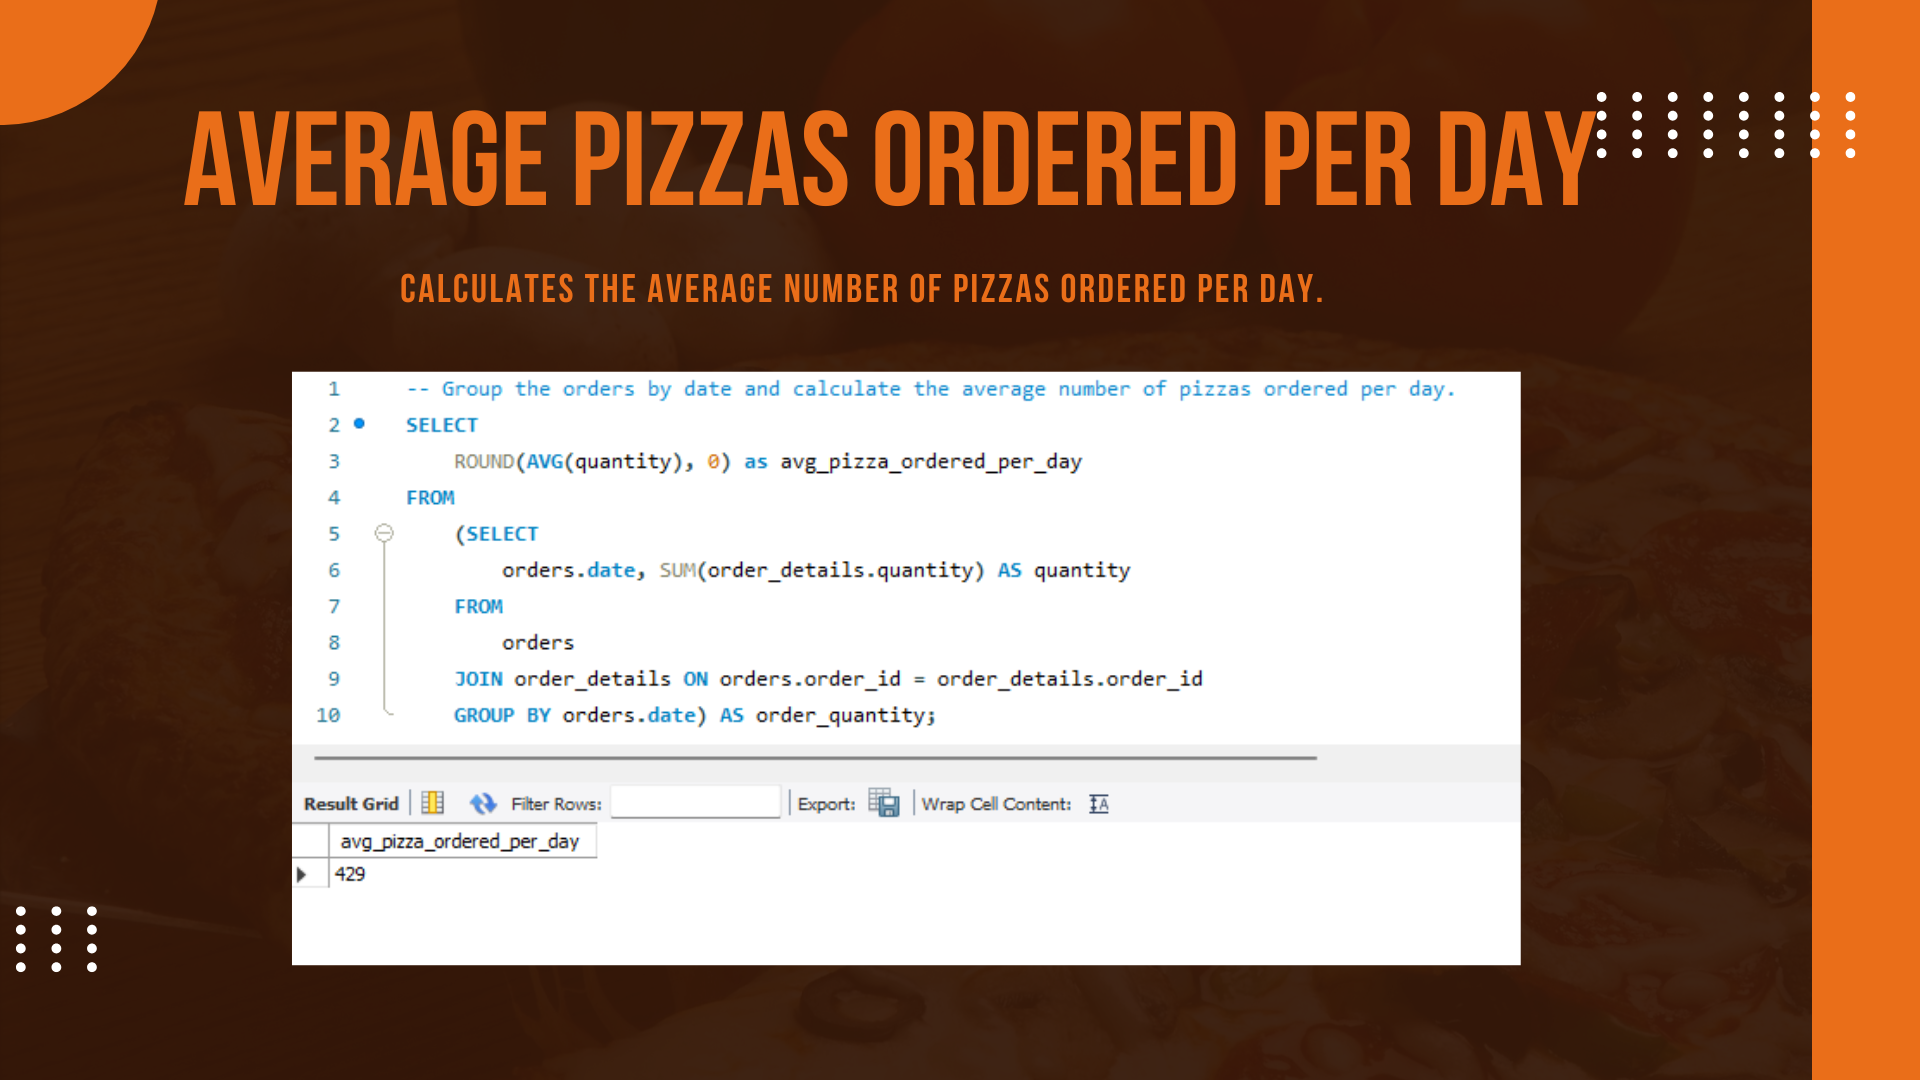 AVERAGE PIZZAS ORDERED PER DAY
CALCULATES THE AVERAGE NUMBER OF PIZZAS ORDERED PER DAY.
1 -- Group the orders by date and calculate the average number of pizzas ordered per day.
2 SELECT
3 ROUND(AVG(quantity), 0) as avg_pizza_ordered_per_day
4 FROM
5 (SELECT
6 orders.date, SUM(order_details.quantity) AS quantity
7 FROM
8 orders
9 JOIN order_details ON orders.order_id = order_details.order_id
10 GROUP BY orders.date) AS order_quantity;
Result Grid Filter Rows: Export: Wrap Cell Content:
avg_pizza_ordered_per_day
429